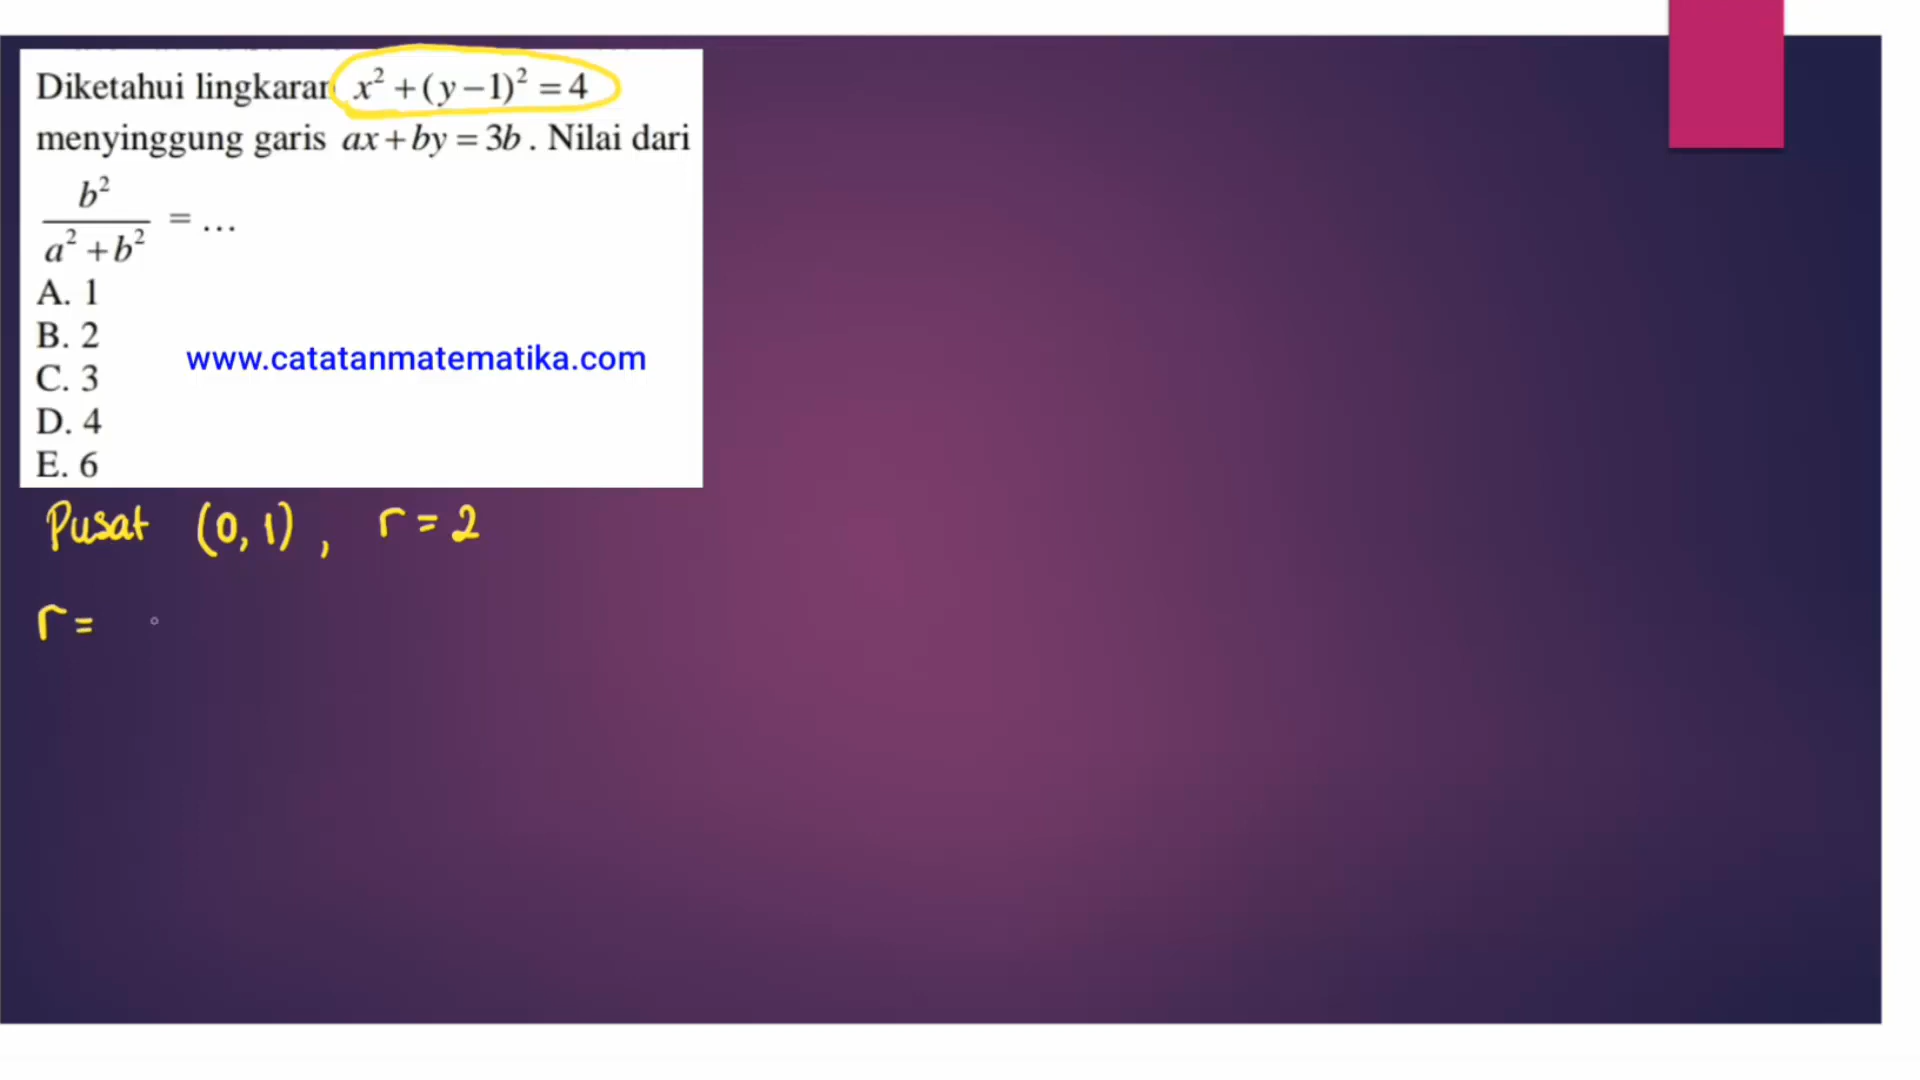 Diketahui lingkaran x² + (y − 1)² = 4
menyinggung garis ax + by = 3b . Nilai dari
b²
a² + b² = ...
A. 1
B. 2
C. 3
D. 4
E. 6
www.catatanmatematika.com
Pusat (0, 1) , r = 2
r =